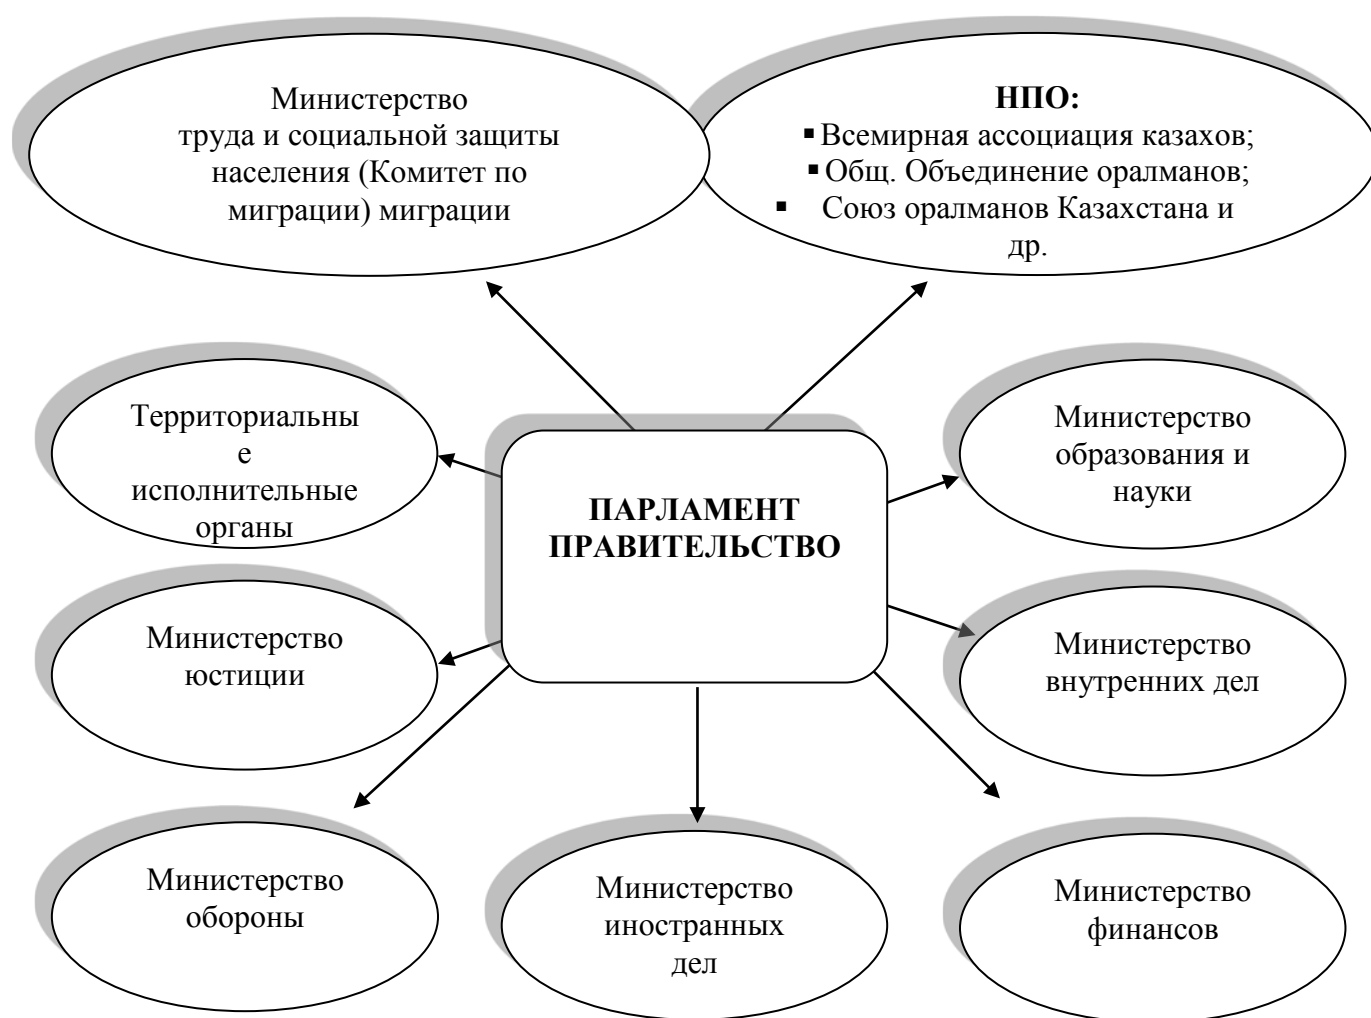 Министерство
труда и социальной защиты
населения (Комитет по
миграции) миграции
НПО:
▪ Всемирная ассоциация казахов;
▪ Общ. Объединение оралманов;
▪ Союз оралманов Казахстана и
др.
Территориальны
е
исполнительные
органы
ПАРЛАМЕНТ
ПРАВИТЕЛЬСТВО
Министерство
образования и
науки
Министерство
юстиции
Министерство
внутренних дел
Министерство
обороны
Министерство
иностранных
дел
Министерство
финансов